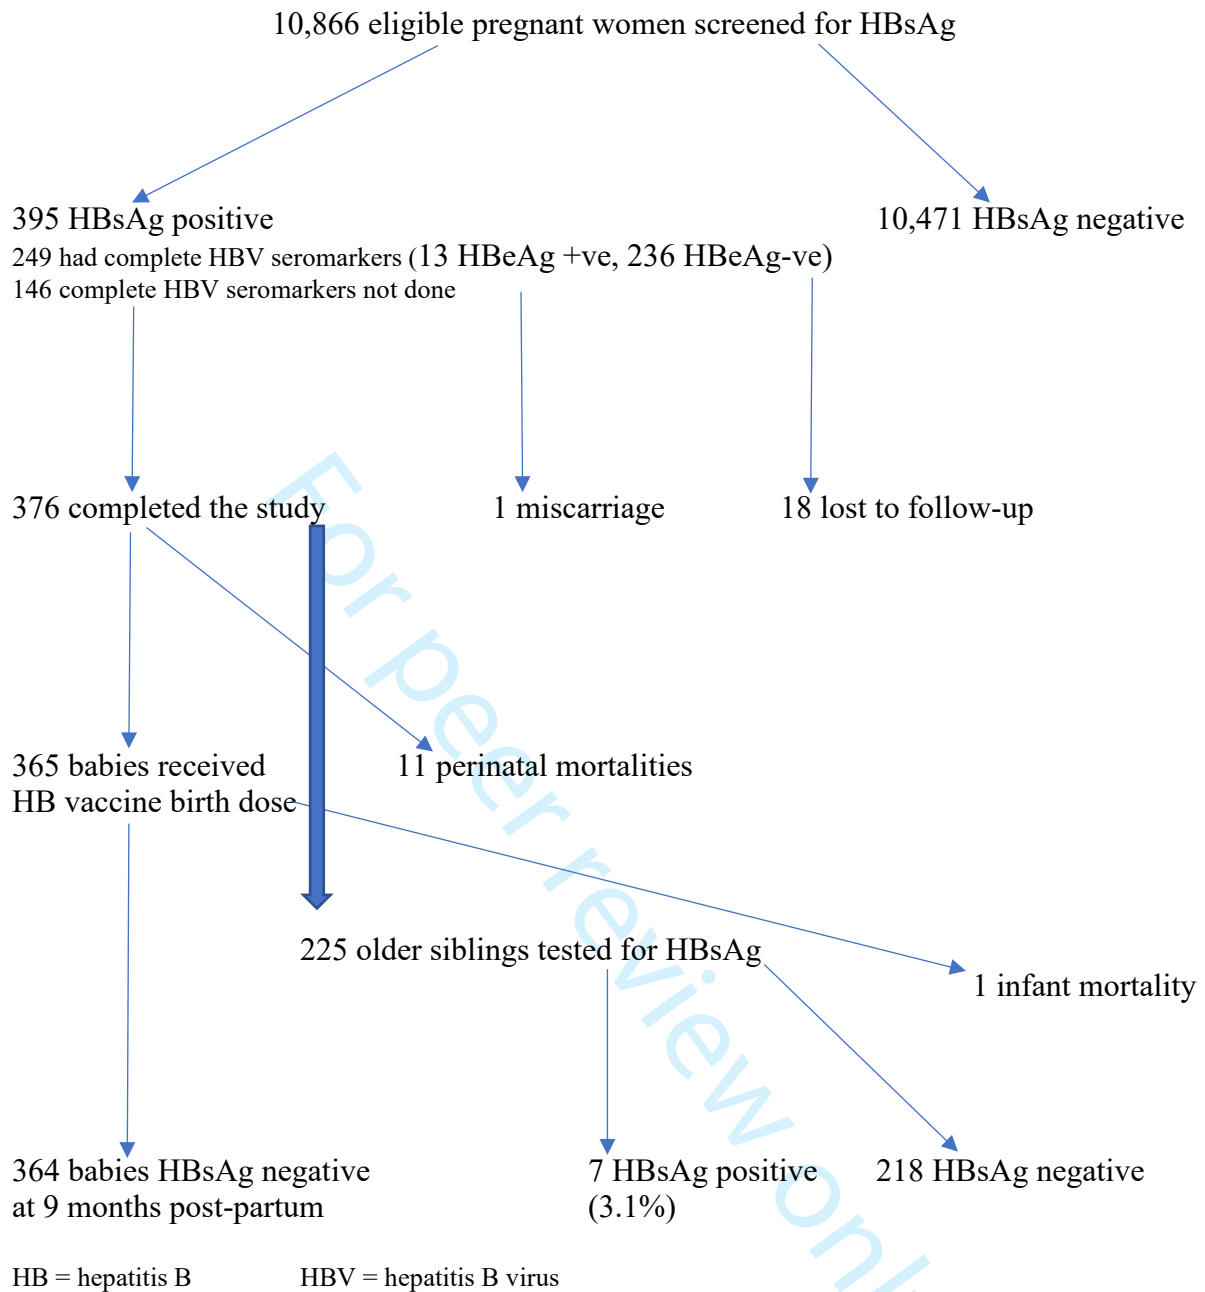 10,866 eligible pregnant women screened for HBsAg
395 HBsAg positive
10,471 HBsAg negative
249 had complete HBV seromarkers (13 HBeAg +ve, 236 HBeAg-ve)
146 complete HBV seromarkers not done
376 completed the study
1 miscarriage
18 lost to follow-up
365 babies received
HB vaccine birth dose
11 perinatal mortalities
225 older siblings tested for HBsAg
1 infant mortality
364 babies HBsAg negative
at 9 months post-partum
7 HBsAg positive
(3.1%)
218 HBsAg negative
HB = hepatitis B
HBV = hepatitis B virus
For peer review onl